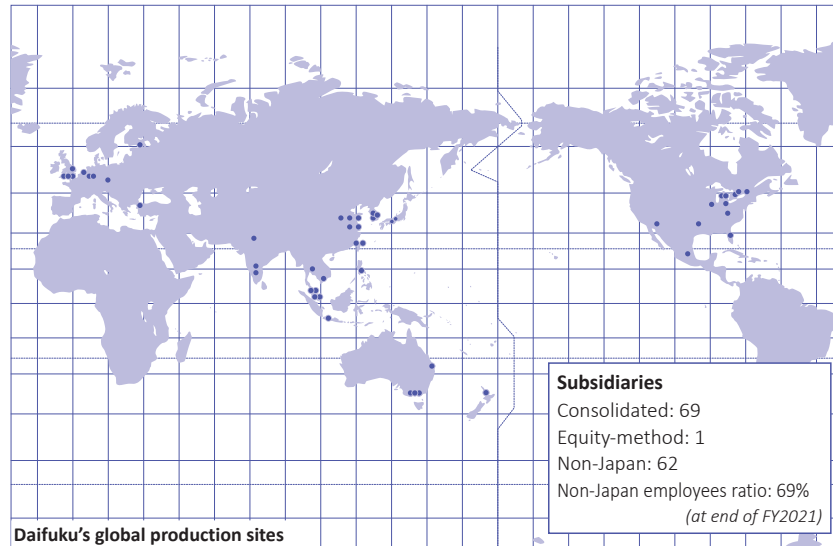 Subsidiaries
Consolidated: 69
Equity-method: 1
Non-Japan: 62
Non-Japan employees ratio: 69%
(at end of FY2021)
Daifuku's global production sites